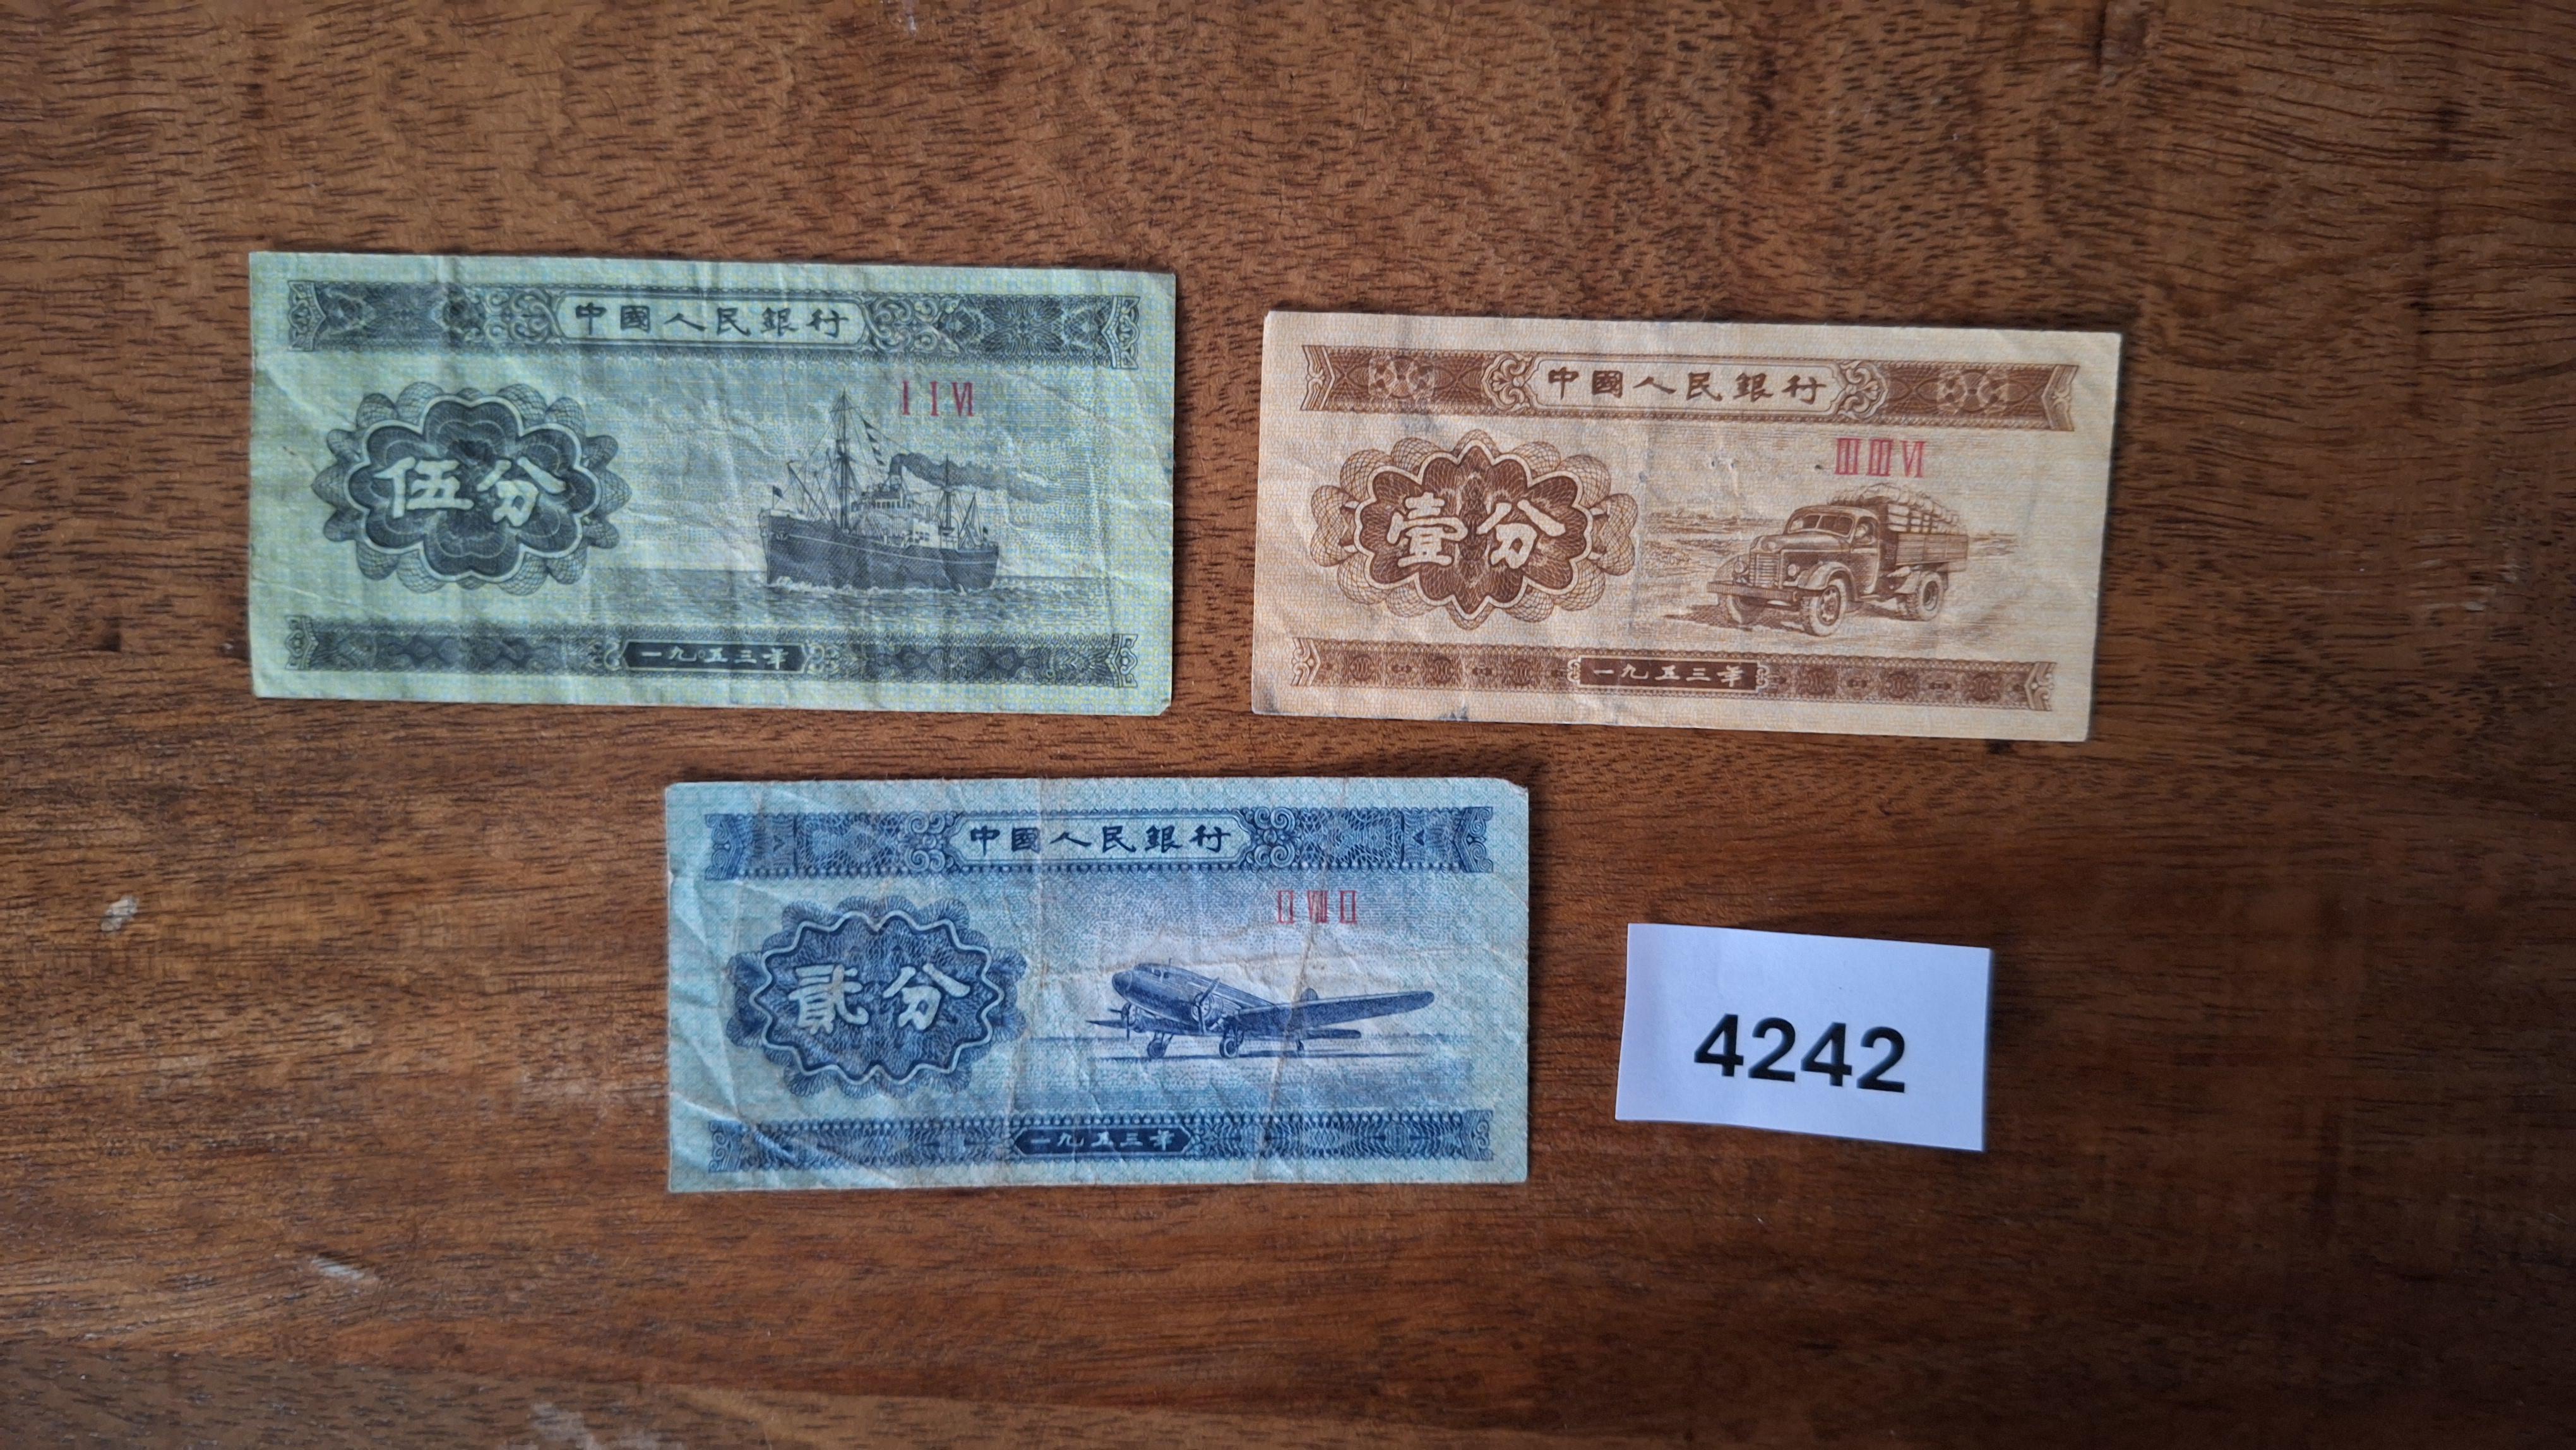 中國人民銀行
I I VI
伍分
一九五三年
中國人民銀行
III III VI
壹分
一九五三年
中國人民銀行
II VIII II
貳分
一九五三年
4242